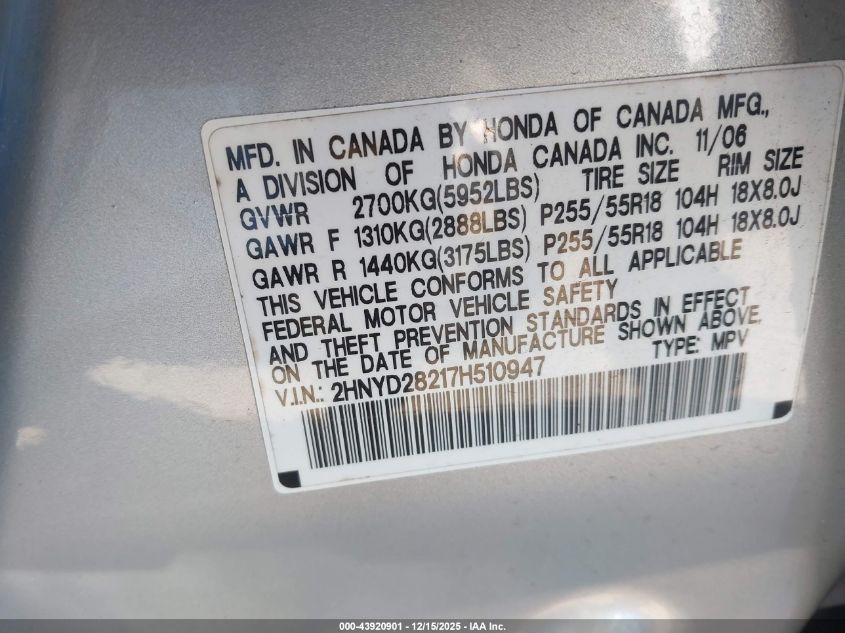 MFD. IN CANADA BY HONDA OF CANADA MFG.,
A DIVISION OF HONDA CANADA INC. 11/06
GVWR 2700KG(5952LBS) TIRE SIZE RIM SIZE
GAWR F 1310KG(2888LBS) P255/55R18 104H 18X8.0J
GAWR R 1440KG(3175LBS) P255/55R18 104H 18X8.0J
THIS VEHICLE CONFORMS TO ALL APPLICABLE
FEDERAL MOTOR VEHICLE SAFETY
AND THEFT PREVENTION STANDARDS IN EFFECT
ON THE DATE OF MANUFACTURE SHOWN ABOVE.
V.I.N.: 2HNYD28217H510947 TYPE: MPV
000-43920901 - 12/15/2025 - IAA Inc.